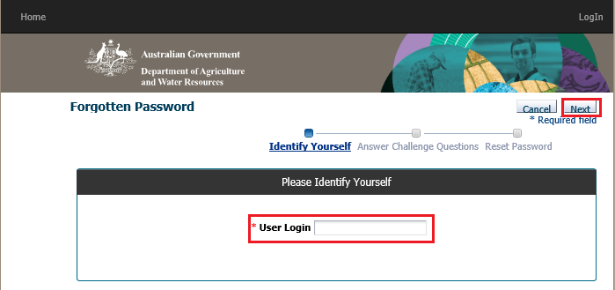 Home LogIn
Australian Government
Department of Agriculture
and Water Resources
Forgotten Password
Cancel Next
* Required field
Identify Yourself Answer Challenge Questions Reset Password
Please Identify Yourself
* User Login